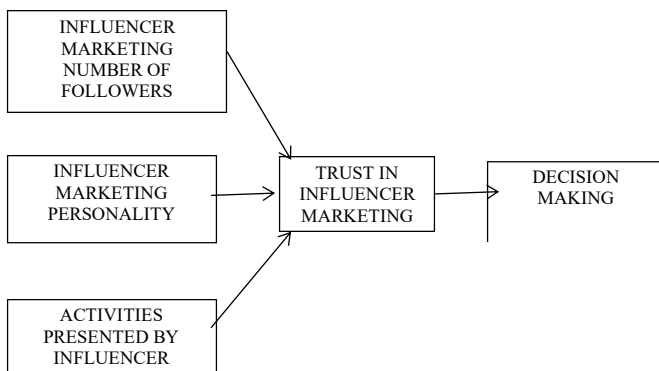 INFLUENCER
MARKETING
NUMBER OF
FOLLOWERS
INFLUENCER
MARKETING
PERSONALITY
ACTIVITIES
PRESENTED BY
INFLUENCER
TRUST IN
INFLUENCER
MARKETING
DECISION
MAKING